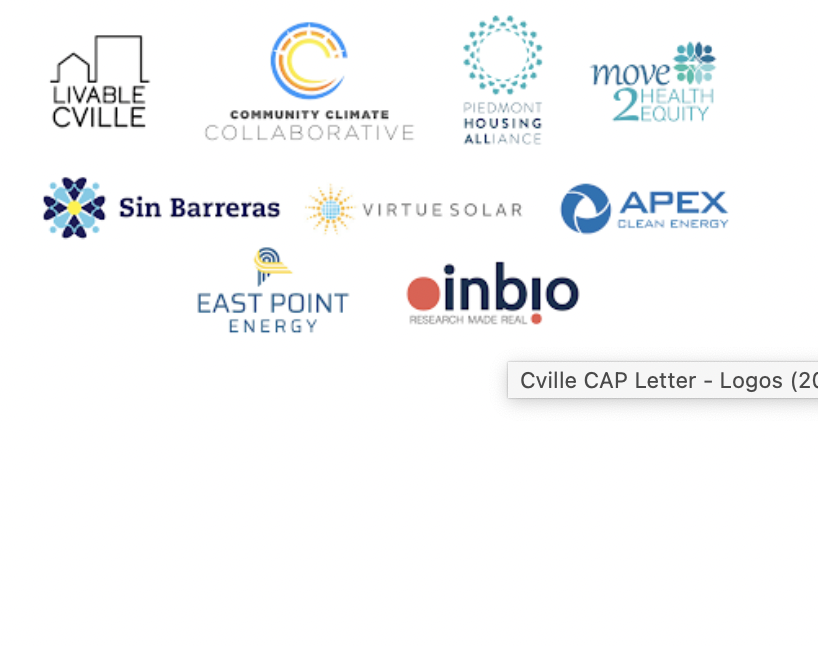 LIVABLE
CVILLE
COMMUNITY CLIMATE
COLLABORATIVE
PIEDMONT
HOUSING
ALLIANCE
move
2 HEALTH
EQUITY
Sin Barreras
VIRTUE SOLAR
APEX
CLEAN ENERGY
EAST POINT
ENERGY
inbio
RESEARCH MADE REAL
Cville CAP Letter - Logos (20